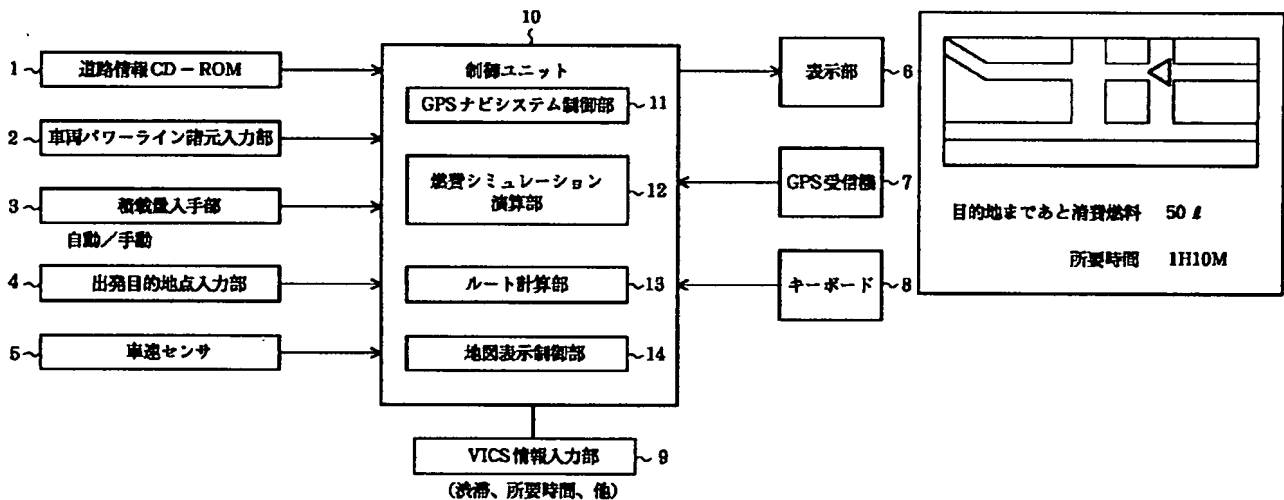 10
1
道路情報CD－ROM
2
車両パワーライン諸元入力部
3
積載量入手部
自動／手動
4
出発目的地点入力部
5
車速センサ
制御ユニット
GPSナビシステム制御部
11
燃費シミュレーション
演算部
12
ルート計算部
13
地図表示制御部
14
表示部
6
GPS受信機
7
キーボード
8
VICS情報入力部
9
(渋滞、所要時間、他)
目的地まであと消費燃料 50ℓ
所要時間 1H10M